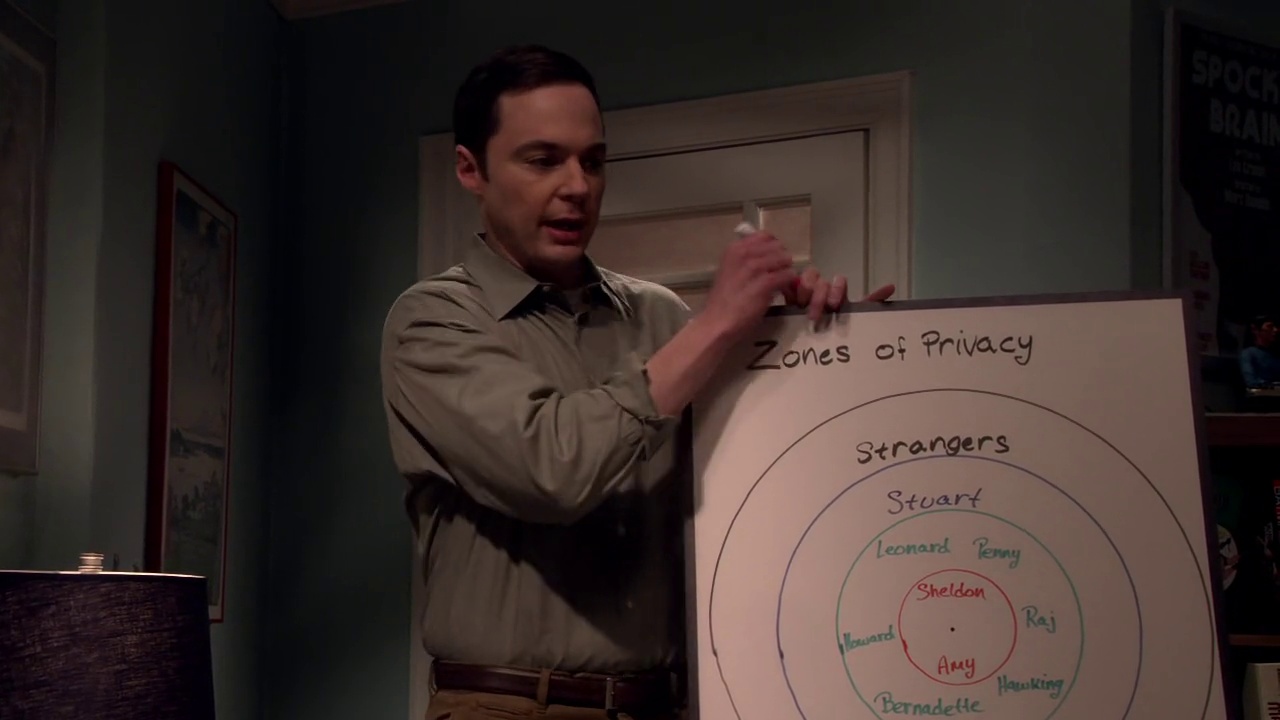 SPOCK
BRAIN
Zones of Privacy
Strangers
Stuart
Leonard Penny
Sheldon
Raj
Howard
Amy
Hawking
Bernadette